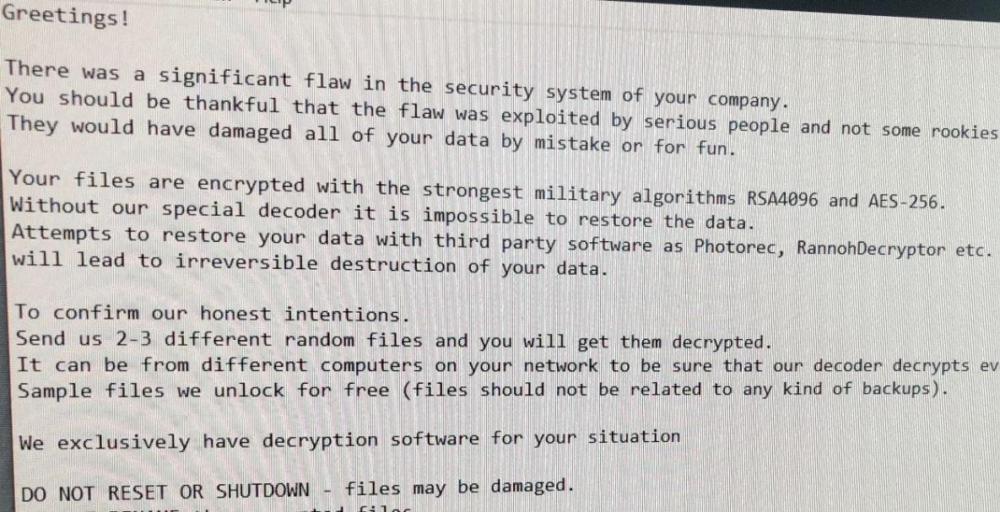 Help
Greetings!
There was a significant flaw in the security system of your company.
You should be thankful that the flaw was exploited by serious people and not some rookies
They would have damaged all of your data by mistake or for fun.
Your files are encrypted with the strongest military algorithms RSA4096 and AES-256.
Without our special decoder it is impossible to restore the data.
Attempts to restore your data with third party software as Photorec, RannohDecryptor etc.
will lead to irreversible destruction of your data.
To confirm our honest intentions.
Send us 2-3 different random files and you will get them decrypted.
It can be from different computers on your network to be sure that our decoder decrypts ev
Sample files we unlock for free (files should not be related to any kind of backups).
We exclusively have decryption software for your situation
DO NOT RESET OR SHUTDOWN - files may be damaged.
files